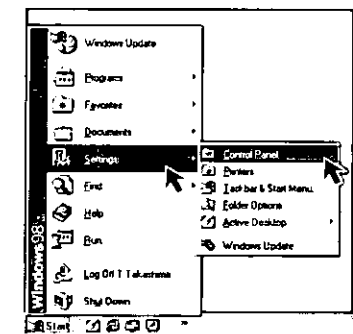 Windows Update
Programs
Favorites
Documents
Settings
Find
Help
Run
Log Off T Takashima
Shut Down
Windows98
Control Panel
Printers
Taskbar & Start Menu
Folder Options
Active Desktop
Windows Update
Start
»